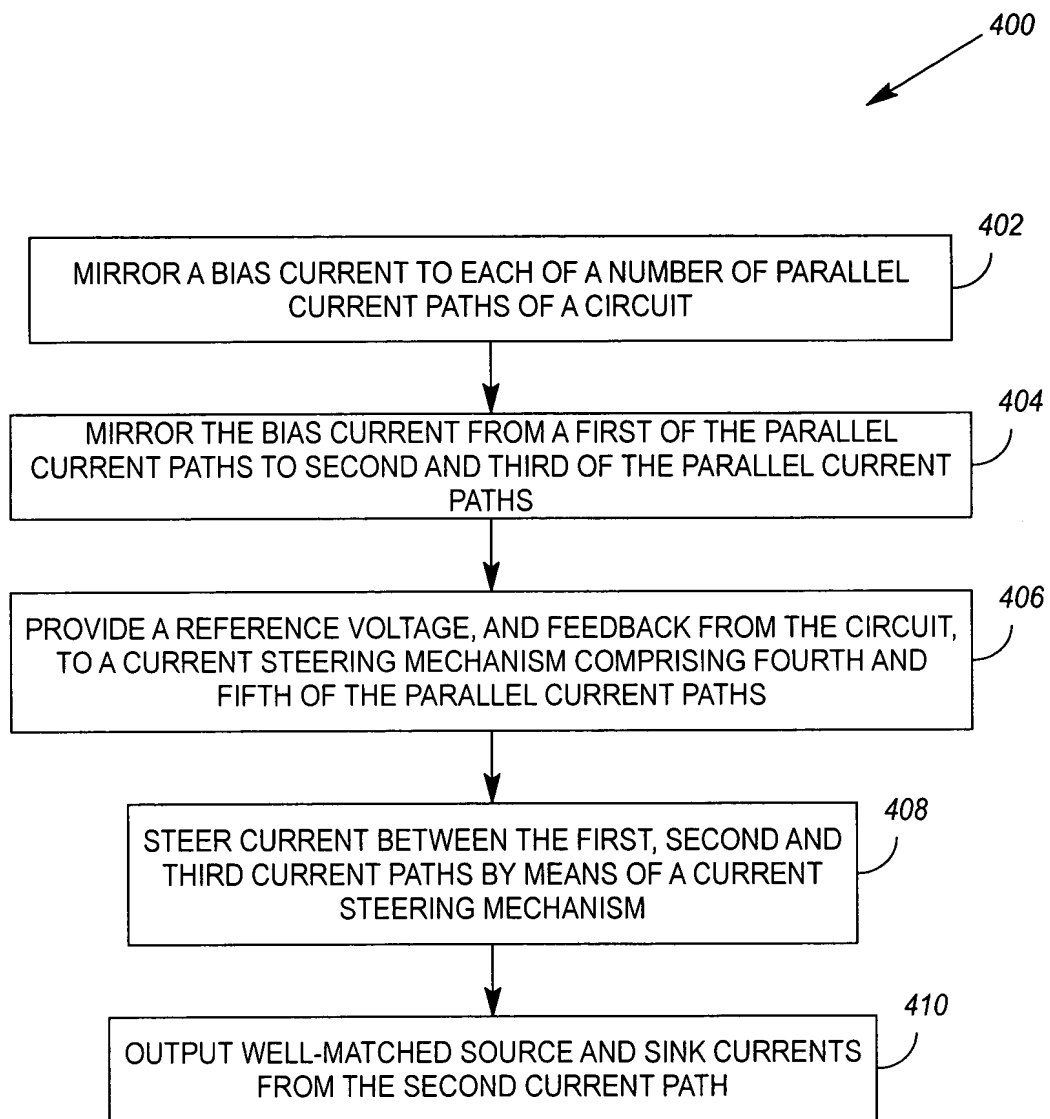 400
402
MIRROR A BIAS CURRENT TO EACH OF A NUMBER OF PARALLEL
CURRENT PATHS OF A CIRCUIT
404
MIRROR THE BIAS CURRENT FROM A FIRST OF THE PARALLEL
CURRENT PATHS TO SECOND AND THIRD OF THE PARALLEL CURRENT
PATHS
406
PROVIDE A REFERENCE VOLTAGE, AND FEEDBACK FROM THE CIRCUIT,
TO A CURRENT STEERING MECHANISM COMPRISING FOURTH AND
FIFTH OF THE PARALLEL CURRENT PATHS
408
STEER CURRENT BETWEEN THE FIRST, SECOND AND
THIRD CURRENT PATHS BY MEANS OF A CURRENT
STEERING MECHANISM
410
OUTPUT WELL-MATCHED SOURCE AND SINK CURRENTS
FROM THE SECOND CURRENT PATH